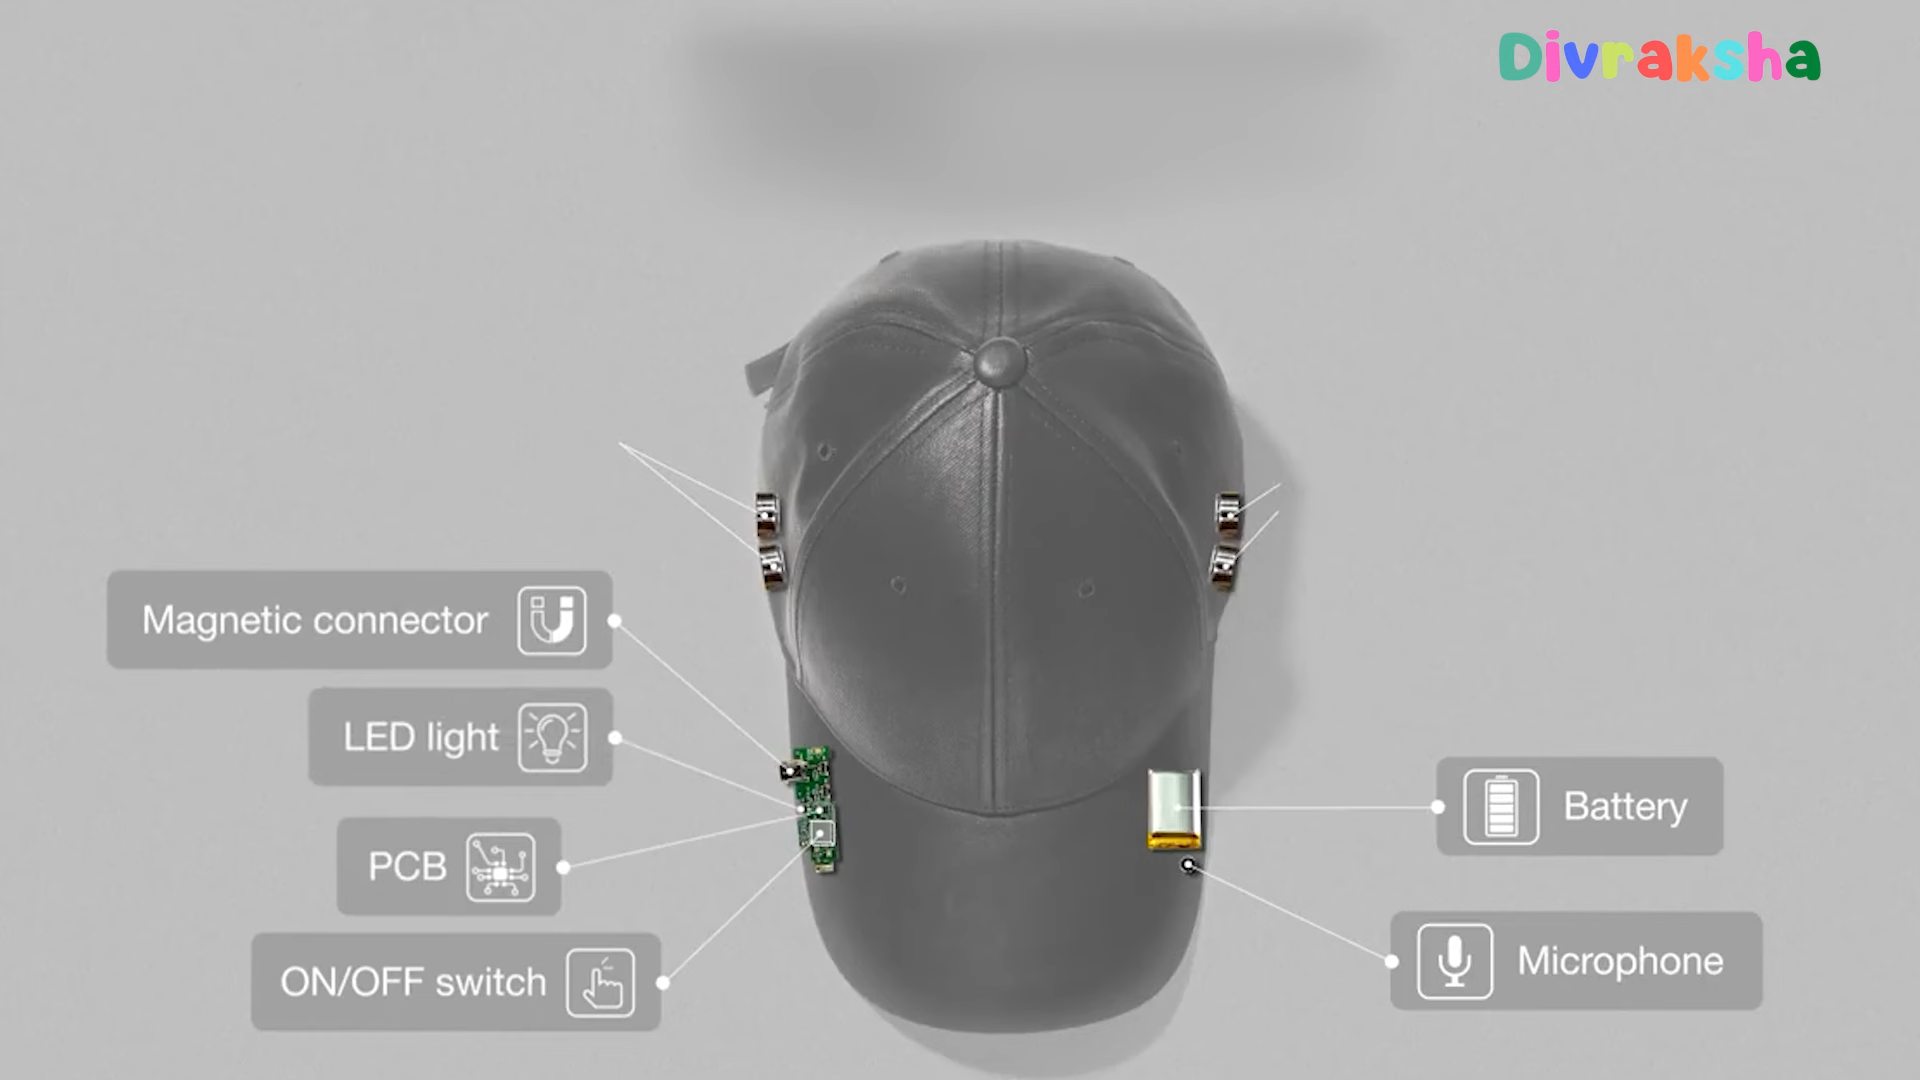 Divraksha
Magnetic connector
LED light
PCB
ON/OFF switch
Battery
Microphone